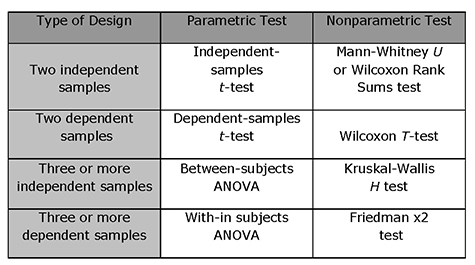 Type of Design
Parametric Test
Nonparametric Test
Two independent
samples
Independent-
samples
t-test
Mann-Whitney U
or Wilcoxon Rank
Sums test
Two dependent
samples
Dependent-samples
t-test
Wilcoxon T-test
Three or more
independent samples
Between-subjects
ANOVA
Kruskal-Wallis
H test
Three or more
dependent samples
With-in subjects
ANOVA
Friedman x2
test